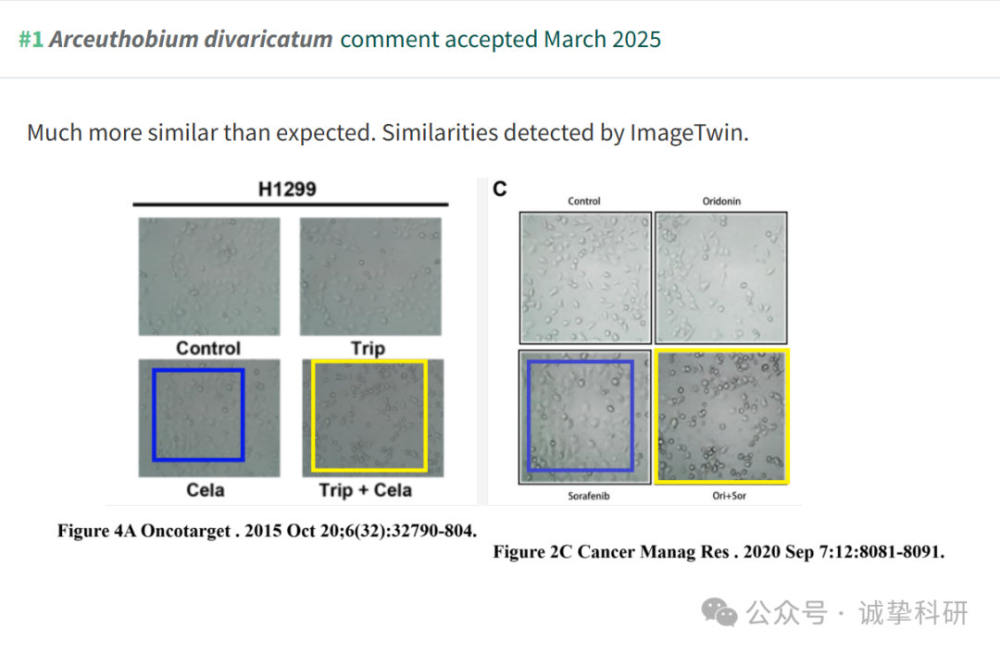 #1 Arceuthobium divaricatum comment accepted March 2025
Much more similar than expected. Similarities detected by ImageTwin.
H1299
Control
Trip
Cela
Trip + Cela
Figure 4A Oncotarget . 2015 Oct 20;6(32):32790-804.
C
Control
Oridonin
Sorafenib
Ori+Sor
Figure 2C Cancer Manag Res . 2020 Sep 7:12:8081-8091.
公众号 · 诚挚科研